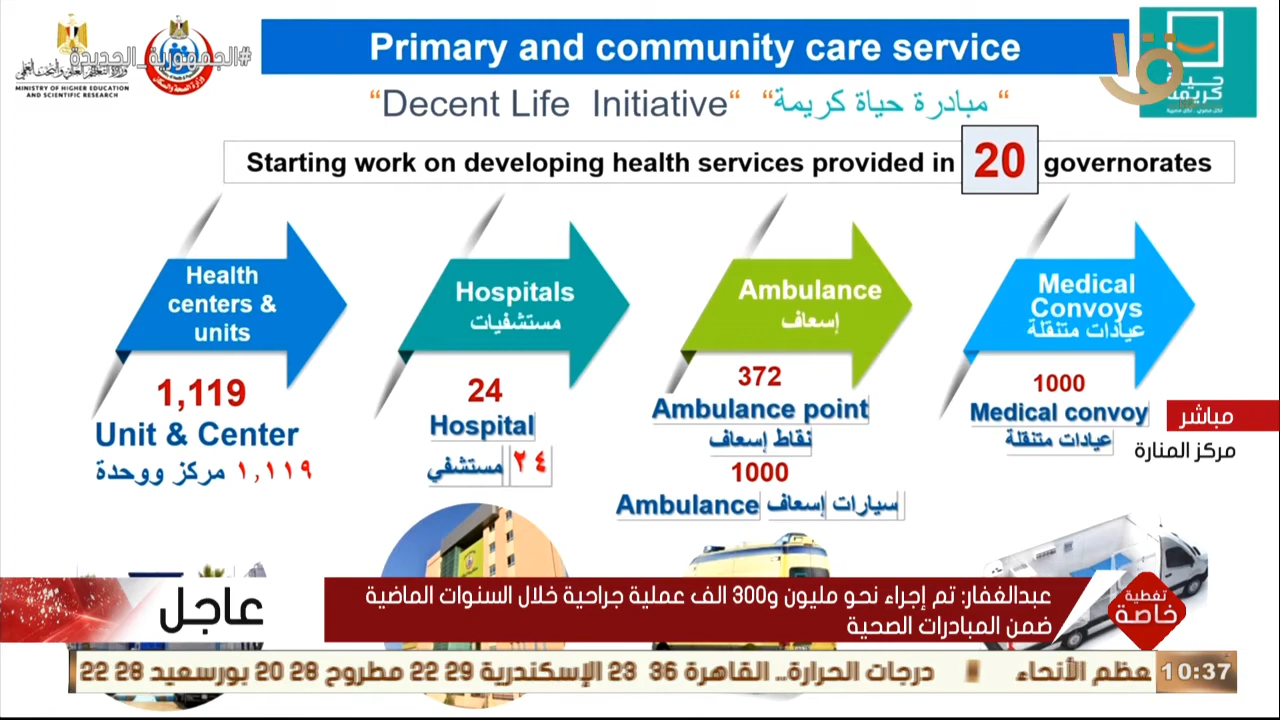 #الجمهورية_الجديدة
MINISTRY OF HIGHER EDUCATION
AND SCIENTIFIC RESEARCH
Primary and community care service
“Decent Life Initiative“ “مبادرة حياة كريمة “
حياة
كريمة
Starting work on developing health services provided in 20 governorates
Health
centers &
units
1,119
Unit & Center
١,١١٩ مركز ووحدة
Hospitals
مستشفيات
24
Hospital
٢٤ مستشفي
Ambulance
إسعاف
372
Ambulance point
نقاط إسعاف
1000
Ambulance سيارات إسعاف
Medical
Convoys
عيادات متنقلة
1000
Medical convoy
عيادات متنقلة
مباشر
مركز المنارة
عاجل
عبدالغفار: تم إجراء نحو مليون و300 الف عملية جراحية خلال السنوات الماضية
ضمن المبادرات الصحية
تغطية
خاصة
10:37
عظم الأنحاء درجات الحرارة.. القاهرة 36 23 الإسكندرية 29 22 مطروح 28 20 بورسعيد 28 22